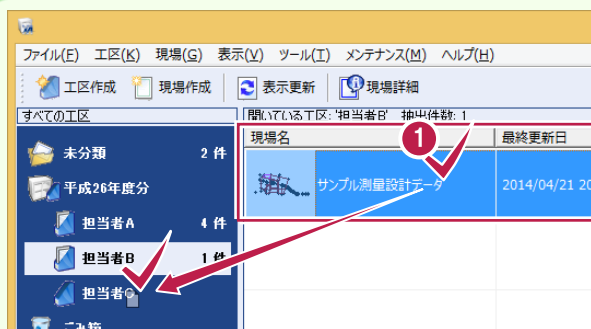 ファイル(F) 工区(K) 現場(G) 表示(V) ツール(T) メンテナンス(M) ヘルプ(H)
工区作成 現場作成 表示更新 現場詳細
すべての工区
開いている工区: '担当者B' 抽出件数: 1
現場名 最終更新日
1
サンプル測量設計データ 2014/04/21 20
未分類 2 件
平成26年度分
担当者A 4 件
担当者B 1 件
担当者C
ごみ箱